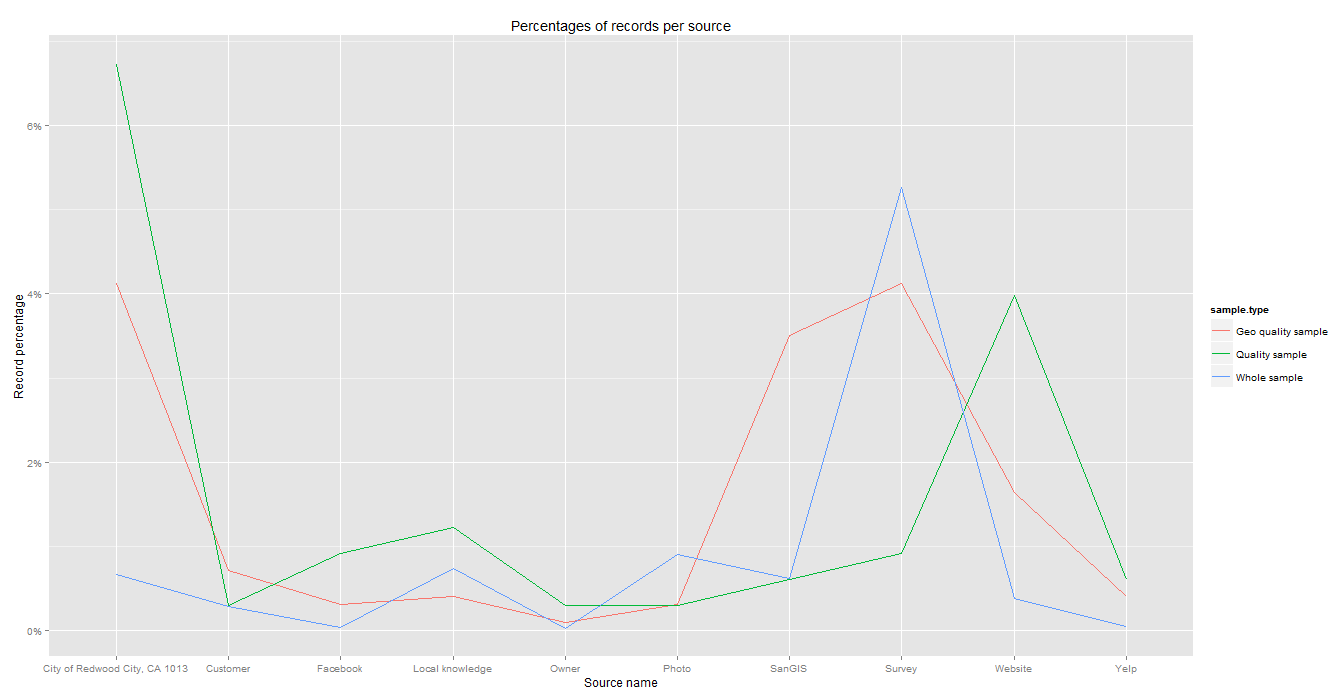 Percentages of records per source
Record percentage
6%
4%
2%
0%
City of Redwood City, CA 1013 Customer Facebook Local knowledge Owner Photo SanGIS Survey Website Yelp
Source name
sample.type
Geo quality sample
Quality sample
Whole sample